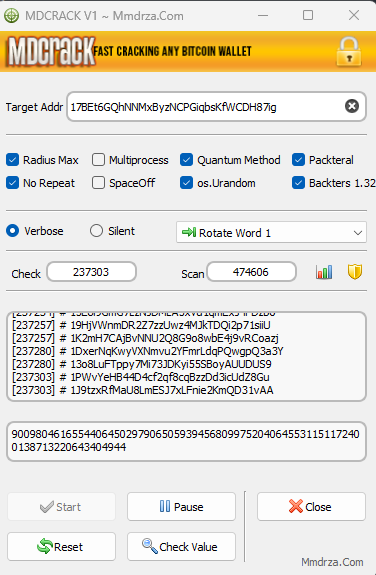 MDCRACK V1 ~ Mmdrza.Com
MDCRACK FAST CRACKING ANY BITCOIN WALLET
Target Addr 17BEt6GQhNNMxByzNCPGiqbsKfWCDH87ig
Radius Max Multiprocess Quantum Method Packteral
No Repeat SpaceOff os.Urandom Backters 1.32
Verbose Silent Rotate Word 1
Check 237303 Scan 474606
[237257] # 19HjVWnmDR2Z7zzUwz4MJkTDQi2p71siiU
[237257] # 1K2mH7CAjBvNNU2Q8G9o8wbE4j9vRCoazj
[237280] # 1DxerNqKwyVXNmvu2YFmrLdqPQwgpQ3a3Y
[237280] # 13o8LuFTppy7Mi73JDKyi55SBoyAUUDUS9
[237303] # 1PWvYeHB44D4cf2qf8cqBzzDd3icUdZ8Gu
[237303] # 1J9tzxRfMaU8LmESJ7xLFnie2KmQD31vAA
9009804616554406450297906505939456809975204064553115117240
0138713220643404944
Start Pause Close
Reset Check Value
Mmdrza.Com